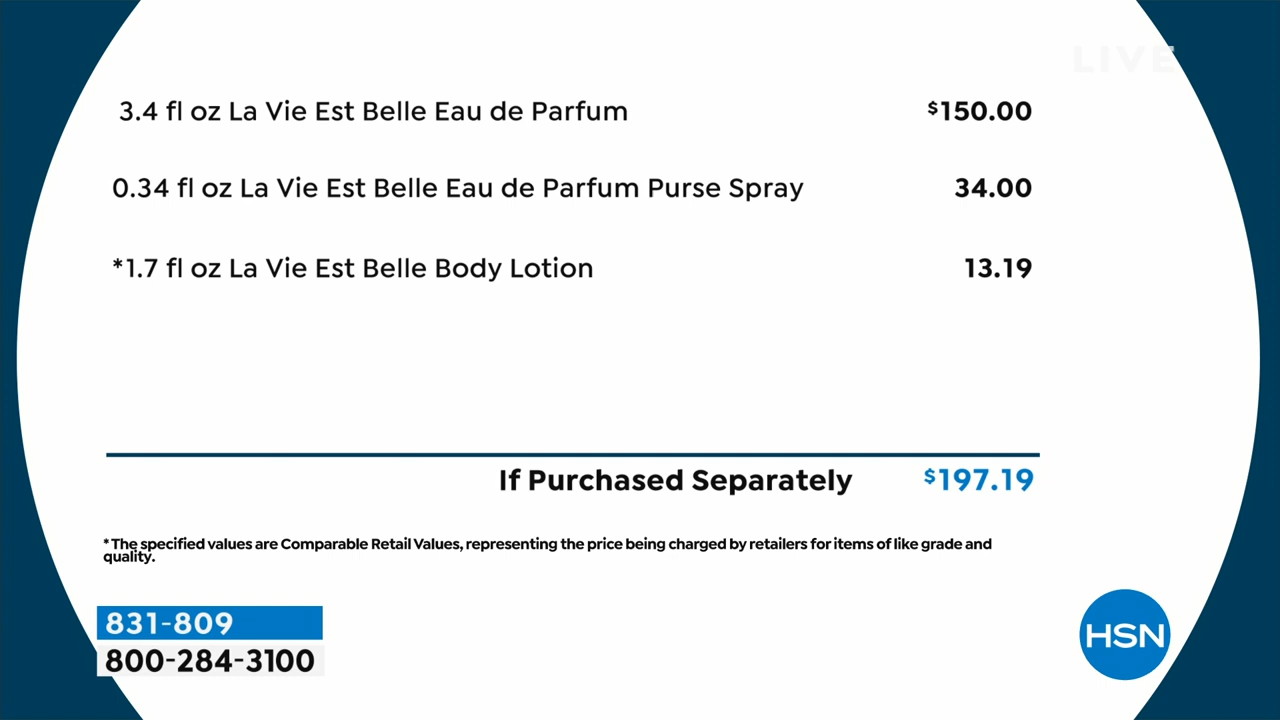 LIVE
3.4 fl oz La Vie Est Belle Eau de Parfum $150.00
0.34 fl oz La Vie Est Belle Eau de Parfum Purse Spray 34.00
*1.7 fl oz La Vie Est Belle Body Lotion 13.19
If Purchased Separately $197.19
*The specified values are Comparable Retail Values, representing the price being charged by retailers for items of like grade and
quality.
831-809
800-284-3100
HSN